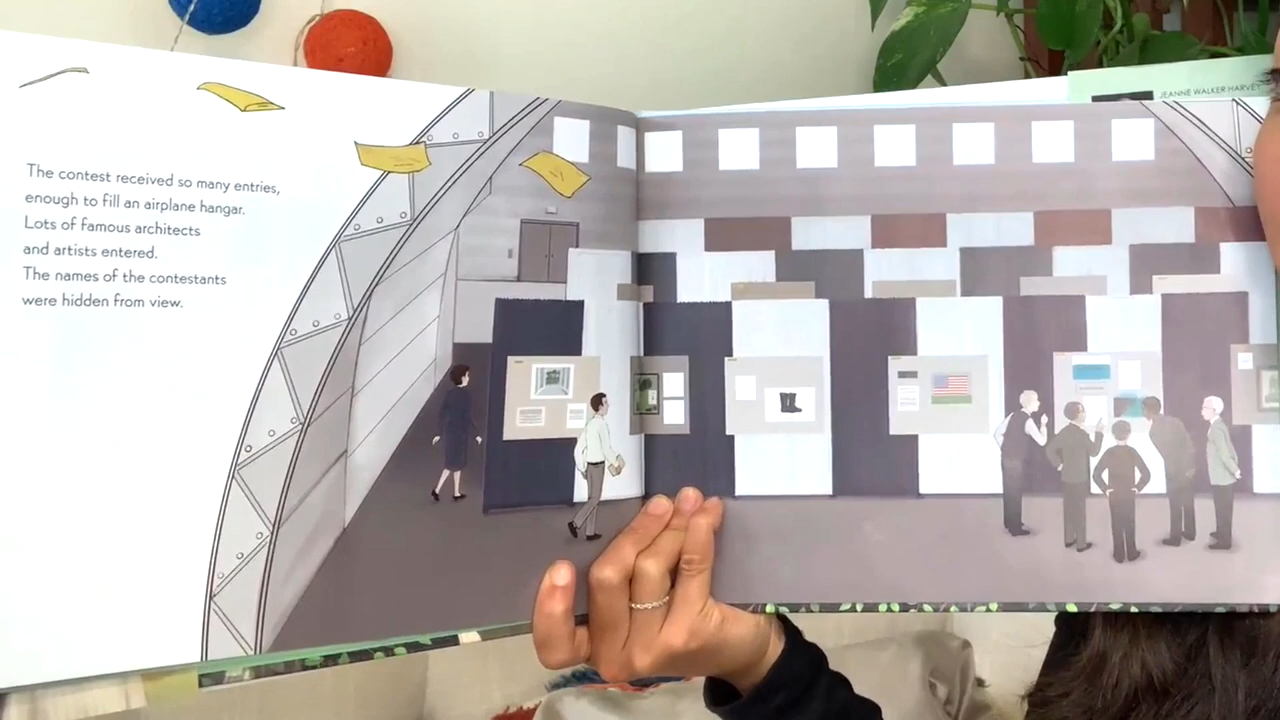 The contest received so many entries,
enough to fill an airplane hangar.
Lots of famous architects
and artists entered.
The names of the contestants
were hidden from view.
JEANNE WALKER HARVEY